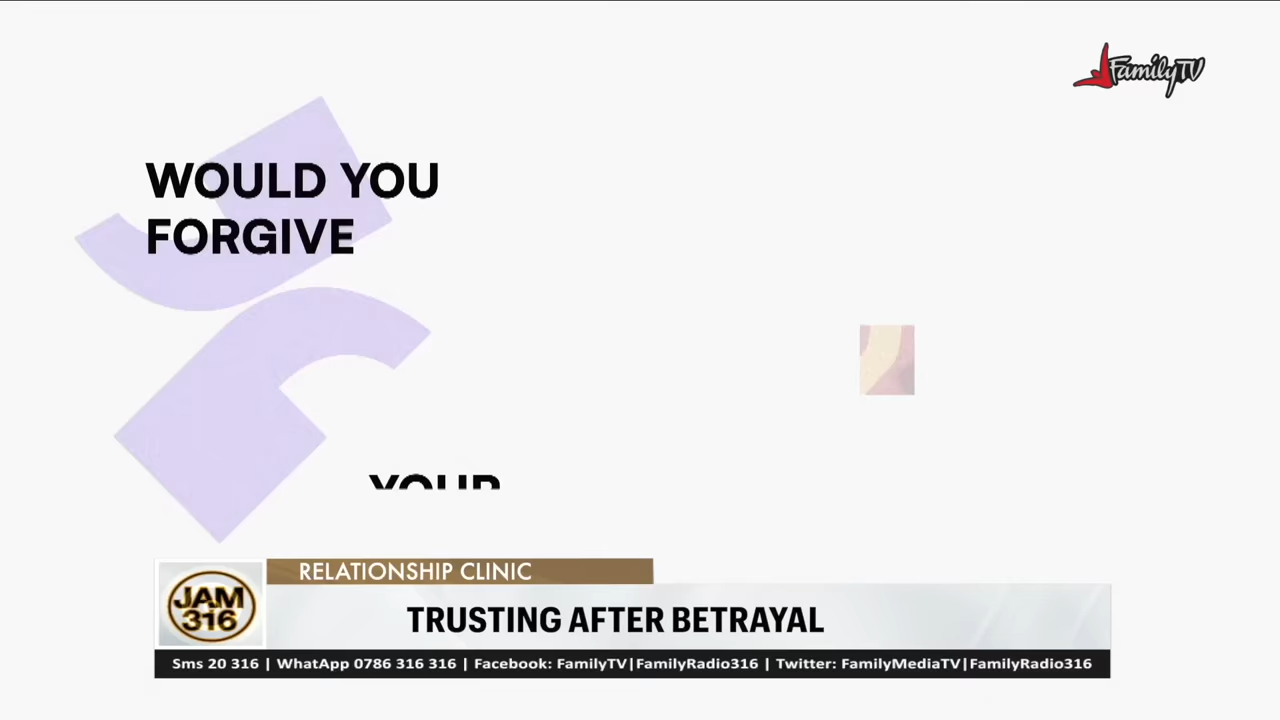 FamilyTV
WOULD YOU
FORGIVE
YOUR
RELATIONSHIP CLINIC
JAM
316
TRUSTING AFTER BETRAYAL
Sms 20 316 | WhatApp 0786 316 316 | Facebook: FamilyTV|FamilyRadio316 | Twitter: FamilyMediaTV|FamilyRadio316